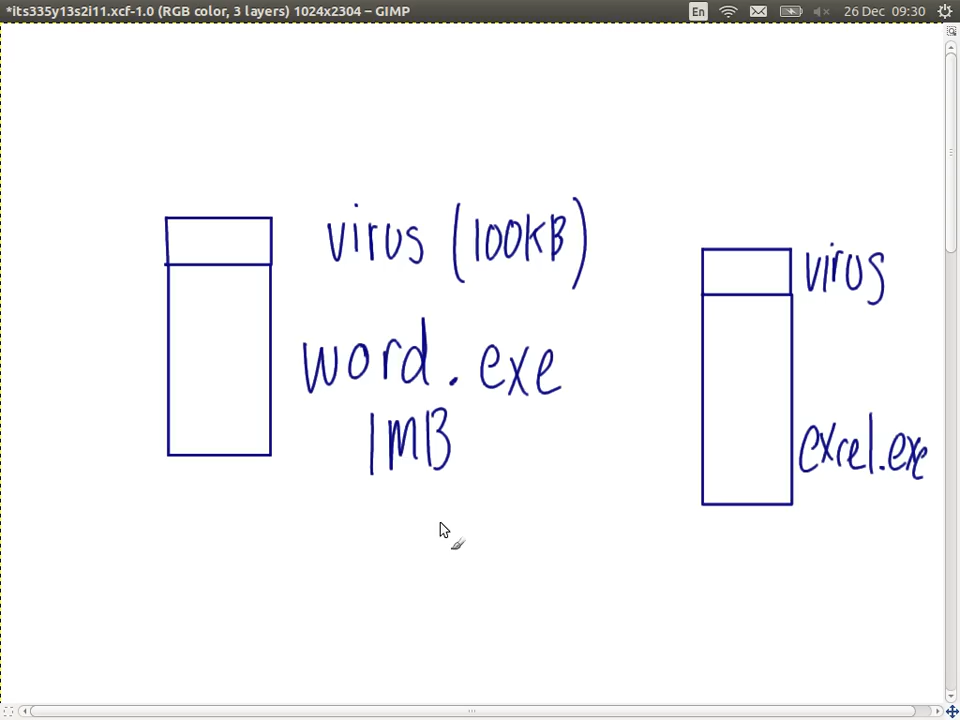 *its335y13s2i11.xcf-1.0 (RGB color, 3 layers) 1024x2304 – GIMP
En
26 Dec 09:30
virus (100KB)
word.exe
1MB
virus
excel.exe